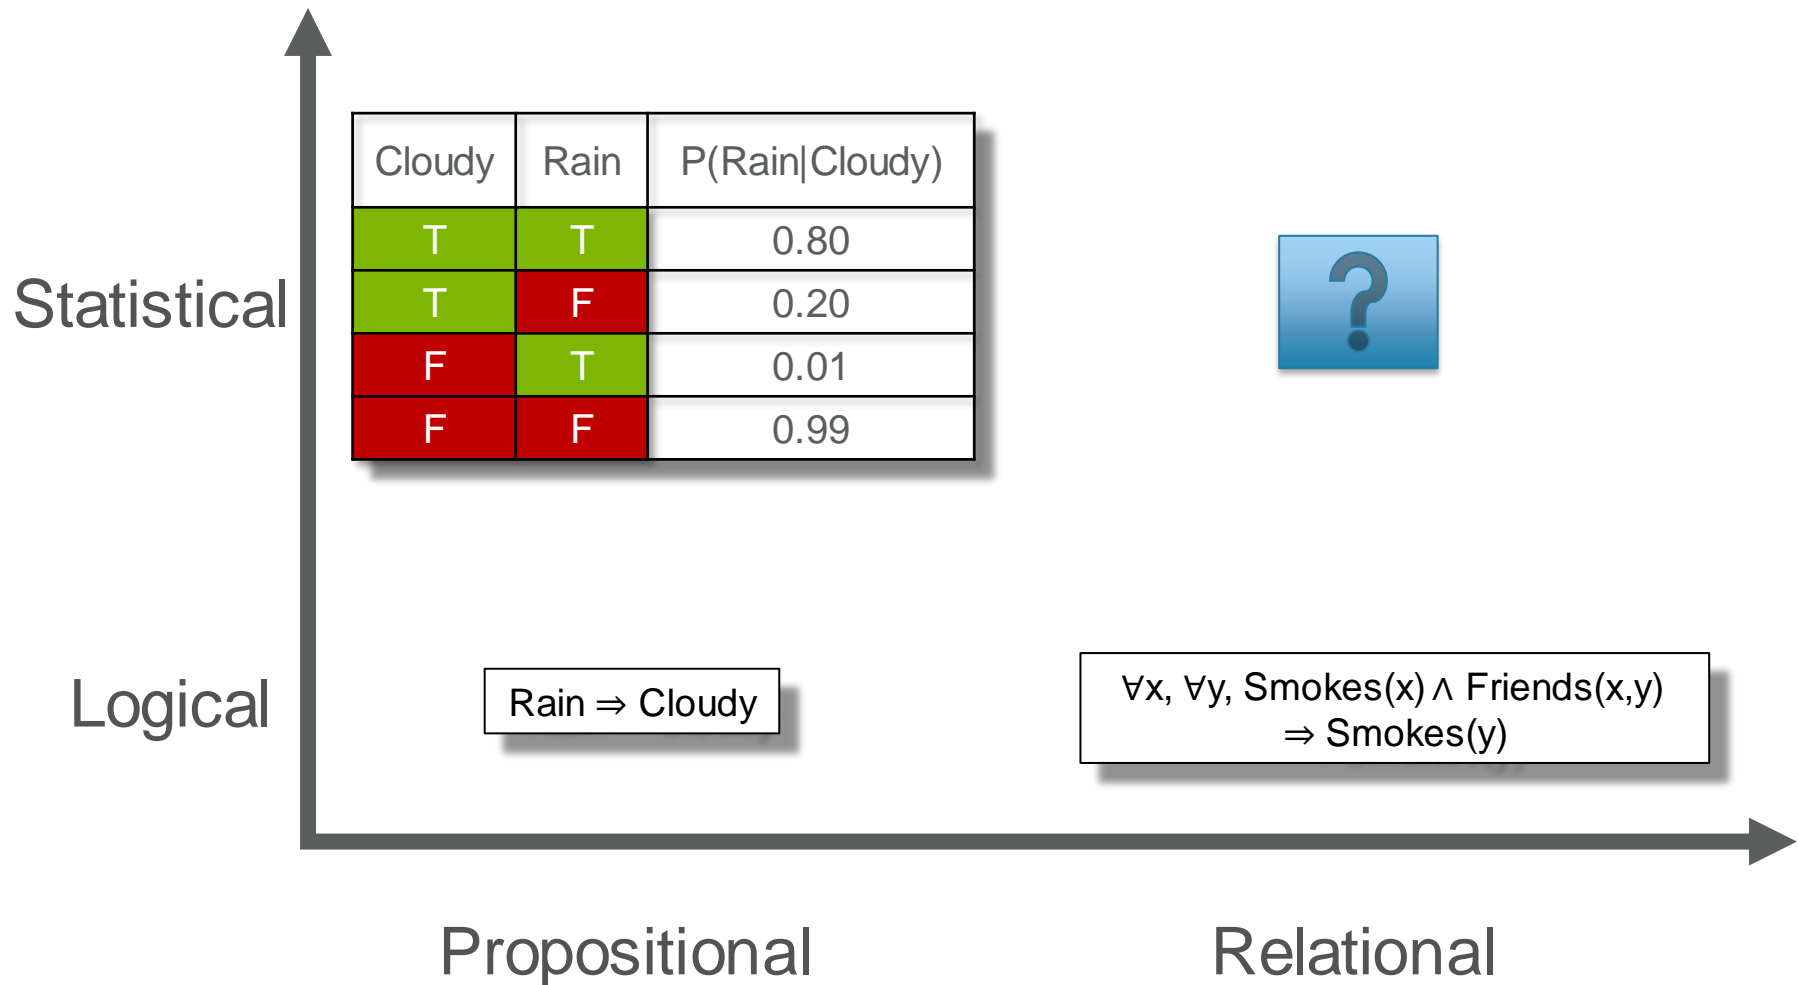 Cloudy Rain P(Rain|Cloudy)
T T 0.80
T F 0.20
F T 0.01
F F 0.99
Statistical
?
Logical
Rain ⇒ Cloudy
∀x, ∀y, Smokes(x) ∧ Friends(x,y)
⇒ Smokes(y)
Propositional Relational